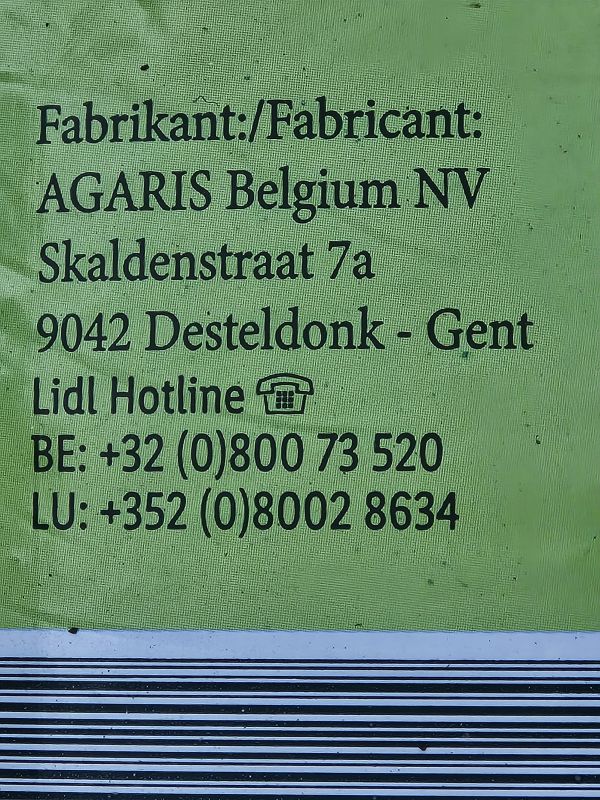 Fabrikant:/Fabricant:
AGARIS Belgium NV
Skaldenstraat 7a
9042 Desteldonk - Gent
Lidl Hotline ☏
BE: +32 (0)800 73 520
LU: +352 (0)8002 8634